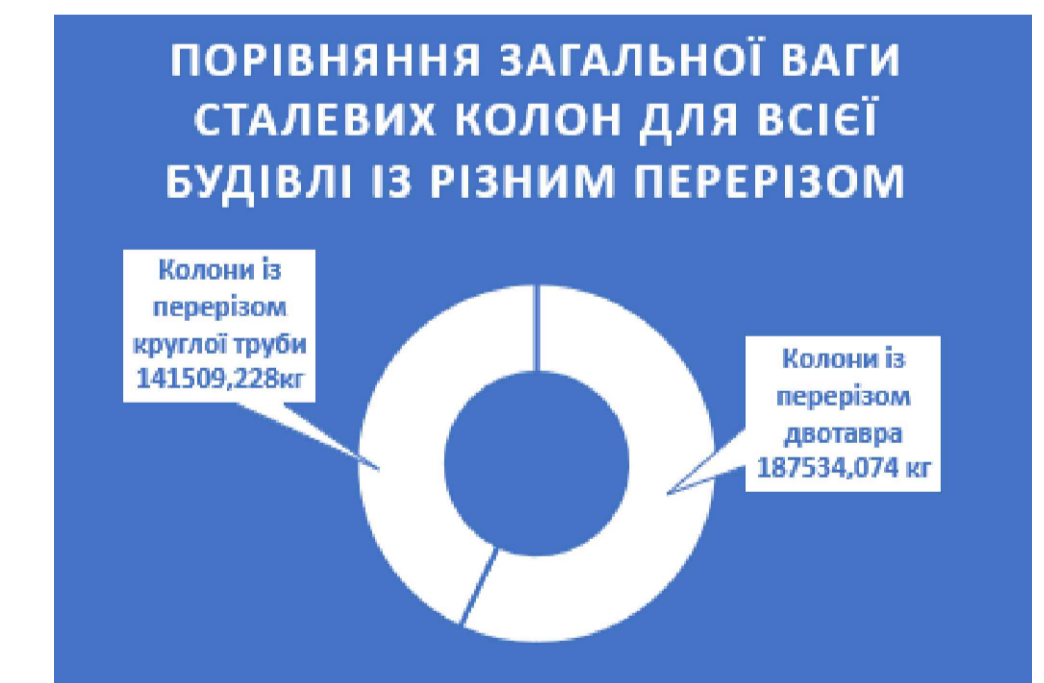 ПОРІВНЯННЯ ЗАГАЛЬНОЇ ВАГИ
СТАЛЕВИХ КОЛОН ДЛЯ ВСІЄЇ
БУДІВЛІ ІЗ РІЗНИМ ПЕРЕРІЗОМ
Колони із
перерізом
круглої труби
141509,228кг
Колони із
перерізом
двотавра
187534,074 кг